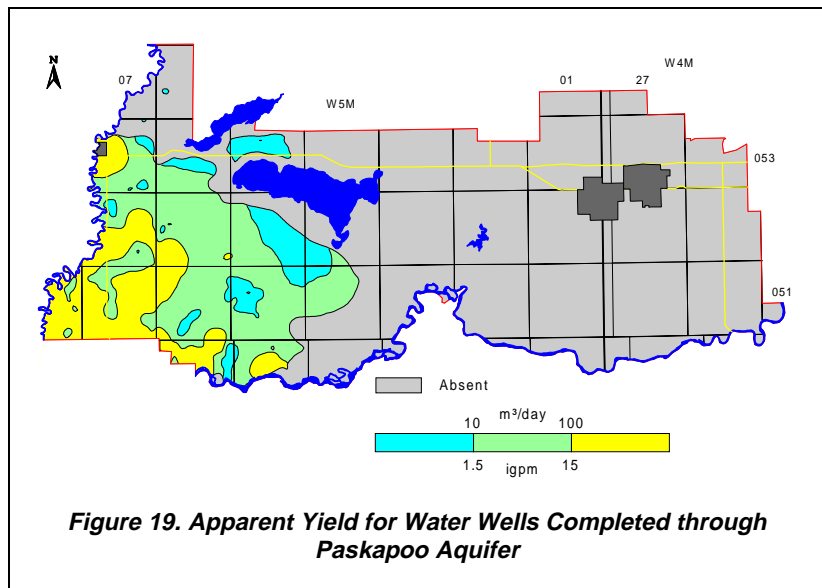 N
07
W5M
01
27
W4M
053
051
Absent
m³/day
10
100
1.5
igpm
15
Figure 19. Apparent Yield for Water Wells Completed through
Paskapoo Aquifer